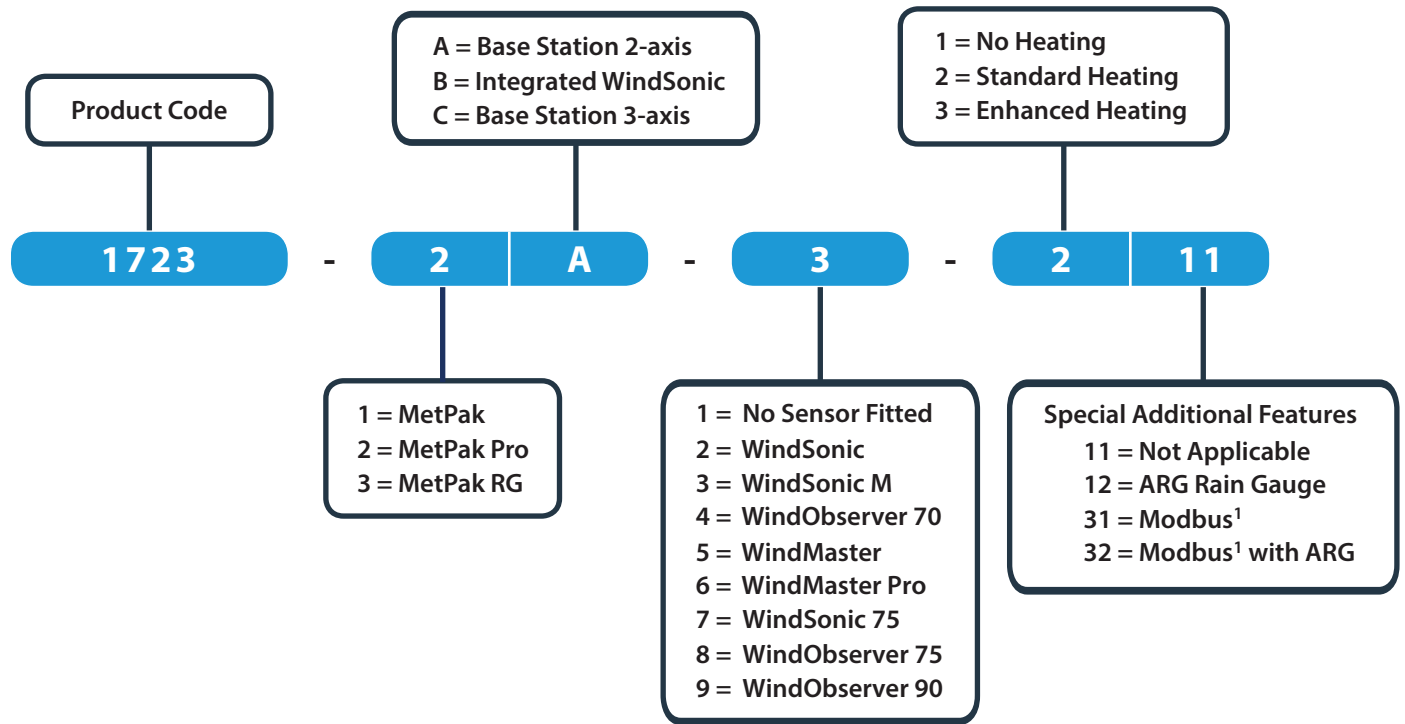 A = Base Station 2-axis
B = Integrated WindSonic
C = Base Station 3-axis
1 = No Heating
2 = Standard Heating
3 = Enhanced Heating
Product Code
1723 - 2 A - 3 - 2 11
1 = MetPak
2 = MetPak Pro
3 = MetPak RG
1 = No Sensor Fitted
2 = WindSonic
3 = WindSonic M
4 = WindObserver 70
5 = WindMaster
6 = WindMaster Pro
7 = WindSonic 75
8 = WindObserver 75
9 = WindObserver 90
Special Additional Features
11 = Not Applicable
12 = ARG Rain Gauge
31 = Modbus¹
32 = Modbus¹ with ARG